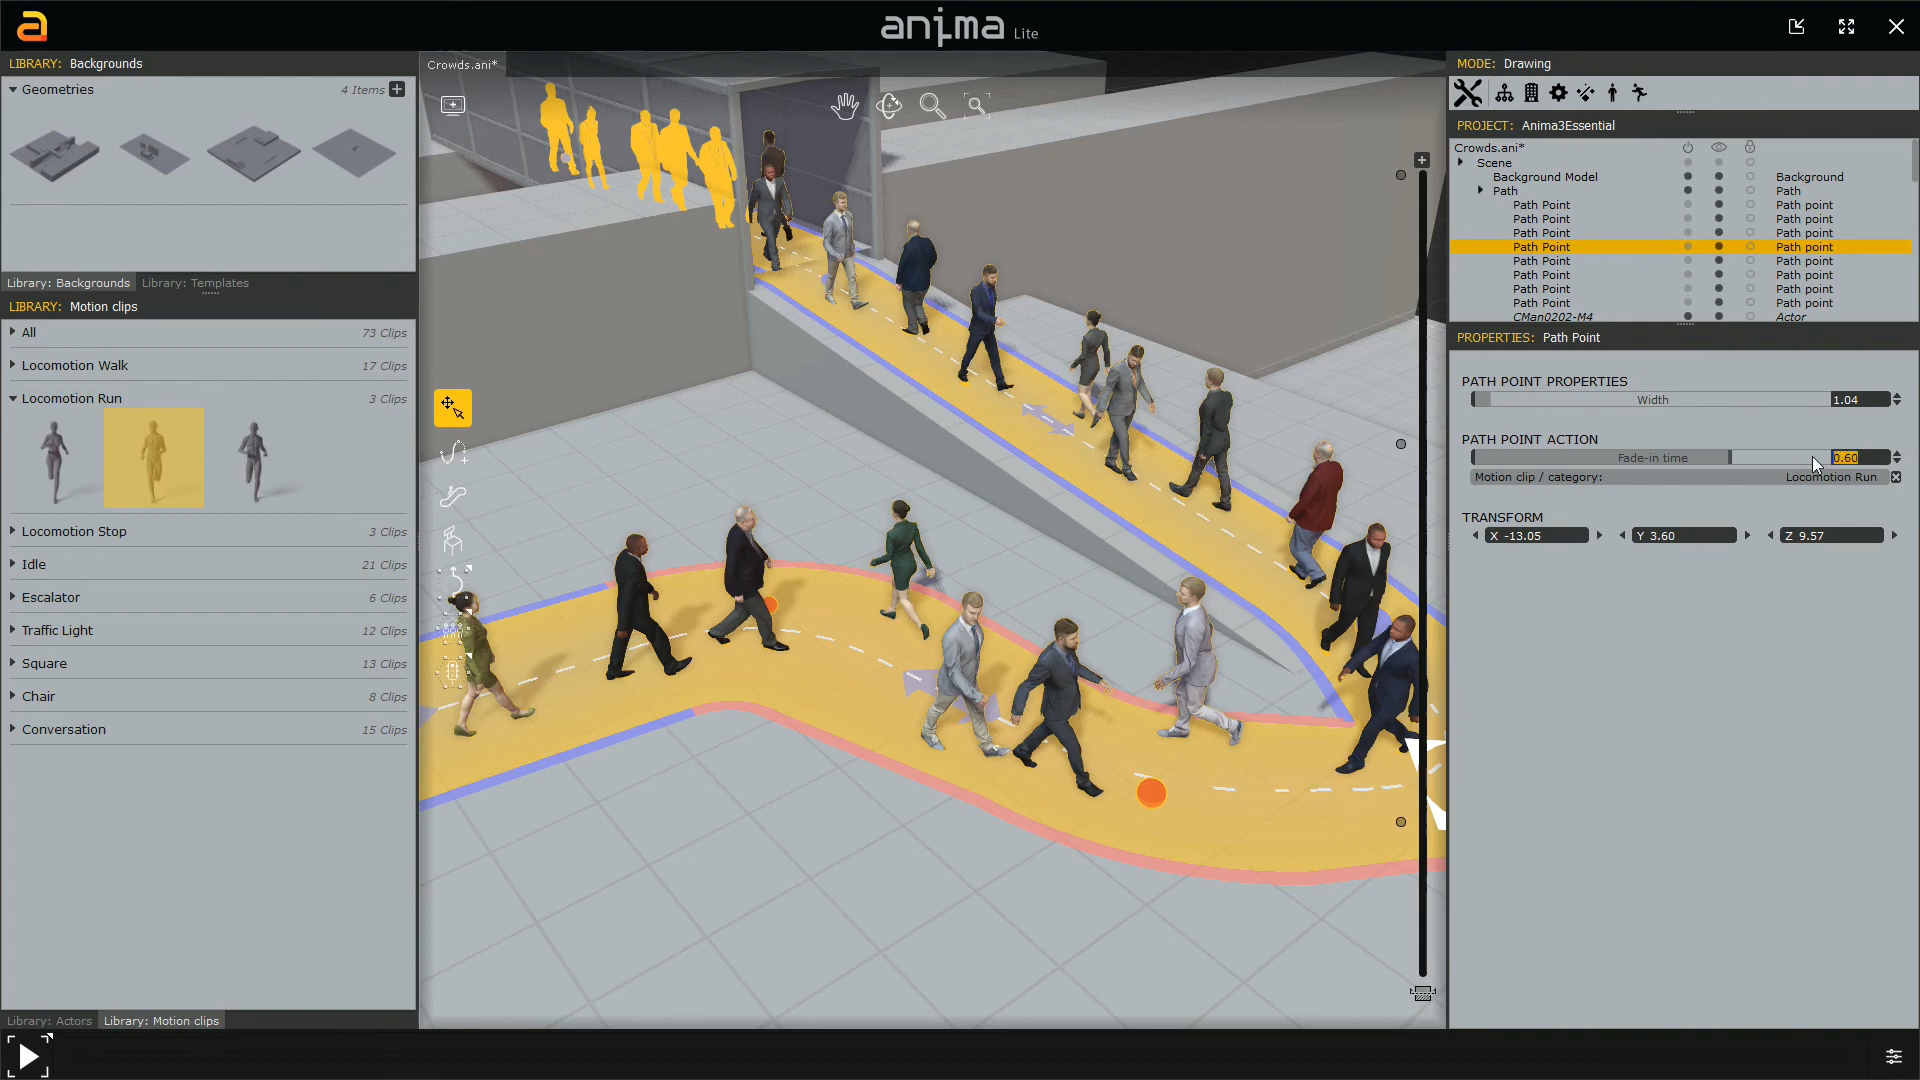 a
anima Lite
LIBRARY: Backgrounds
Geometries
4 Items
Library: Backgrounds
Library: Templates
LIBRARY: Motion clips
All
73 Clips
Locomotion Walk
17 Clips
Locomotion Run
3 Clips
Locomotion Stop
3 Clips
Idle
21 Clips
Escalator
6 Clips
Traffic Light
12 Clips
Square
13 Clips
Chair
8 Clips
Conversation
15 Clips
Library: Actors
Library: Motion clips
Crowds.ani*
MODE: Drawing
PROJECT: Anima3Essential
Crowds.ani*
Scene
Background Model
Background
Path
Path
Path Point
Path point
Path Point
Path point
Path Point
Path point
Path Point
Path point
Path Point
Path point
Path Point
Path point
Path Point
Path point
Path Point
Path point
CMan0202-M4
Actor
PROPERTIES: Path Point
PATH POINT PROPERTIES
Width
1.04
PATH POINT ACTION
Fade-in time
0.60
Motion clip / category:
Locomotion Run
TRANSFORM
X -13.05
Y 3.60
Z 9.57